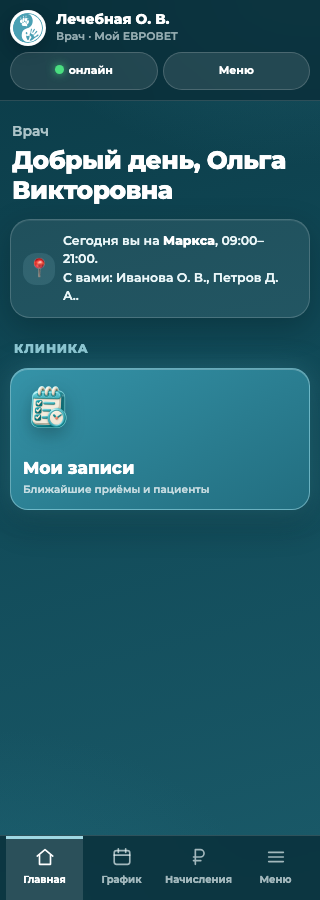 Лечебная О. В.
Врач · Мой ЕВРОВЕТ
онлайн
Меню
Врач
Добрый день, Ольга
Викторовна
Сегодня вы на Маркса, 09:00–
21:00.
С вами: Иванова О. В., Петров Д.
А..
КЛИНИКА
Мои записи
Ближайшие приёмы и пациенты
Главная
График
Начисления
Меню